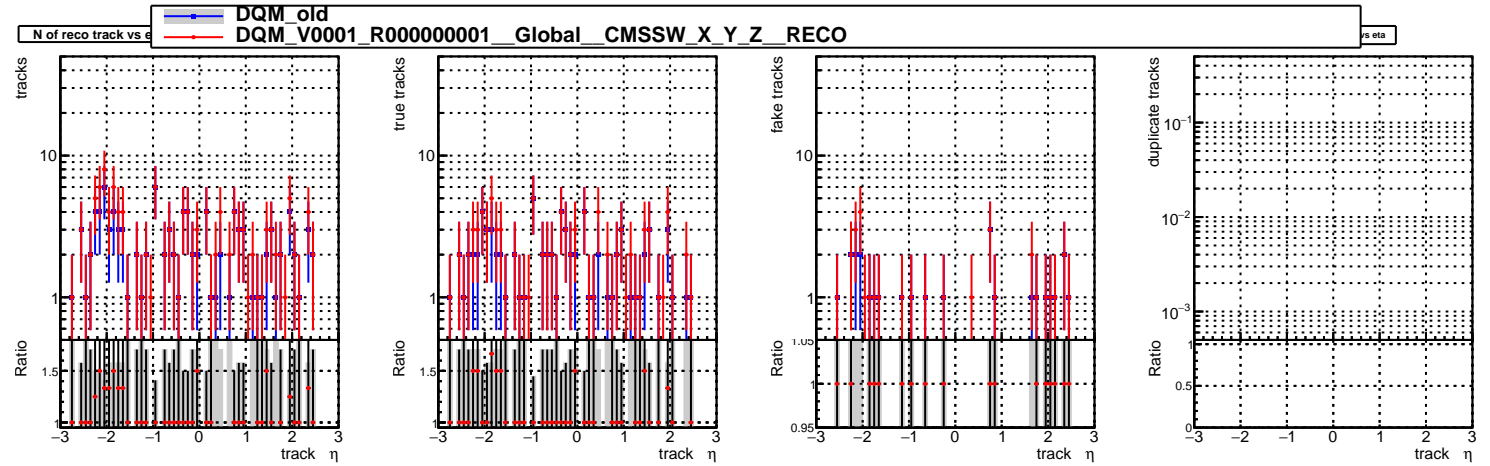 DQM_old
DQM_V0001_R000000001__Global__CMSSW_X_Y_Z__RECO
N of reco track vs e
vs eta
tracks
10
1
Ratio
1.5
1
−3 −2 −1 0 1 2 3
track η
true tracks
10
1
Ratio
1.5
1
−3 −2 −1 0 1 2 3
track η
fake tracks
10
1
Ratio
1.05
1
0.95
−3 −2 −1 0 1 2 3
track η
duplicate tracks
10−1
10−2
10−3
Ratio
1
0.5
0
−3 −2 −1 0 1 2 3
track η